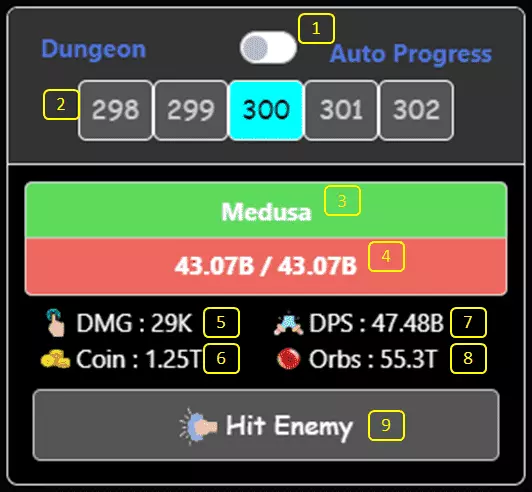 1
Dungeon Auto Progress
2 298 299 300 301 302
Medusa 3
43.07B / 43.07B 4
DMG : 29K 5 DPS : 47.48B 7
Coin : 1.25T 6 Orbs : 55.3T 8
Hit Enemy 9